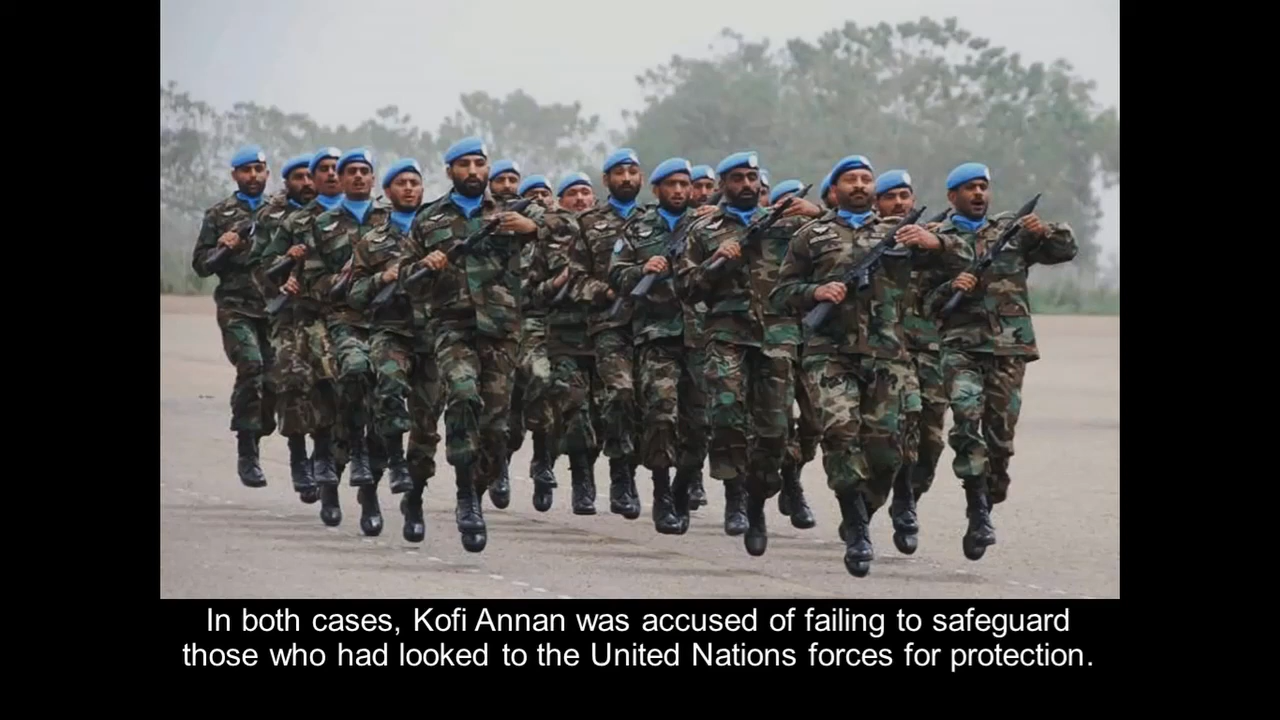 In both cases, Kofi Annan was accused of failing to safeguard
those who had looked to the United Nations forces for protection.